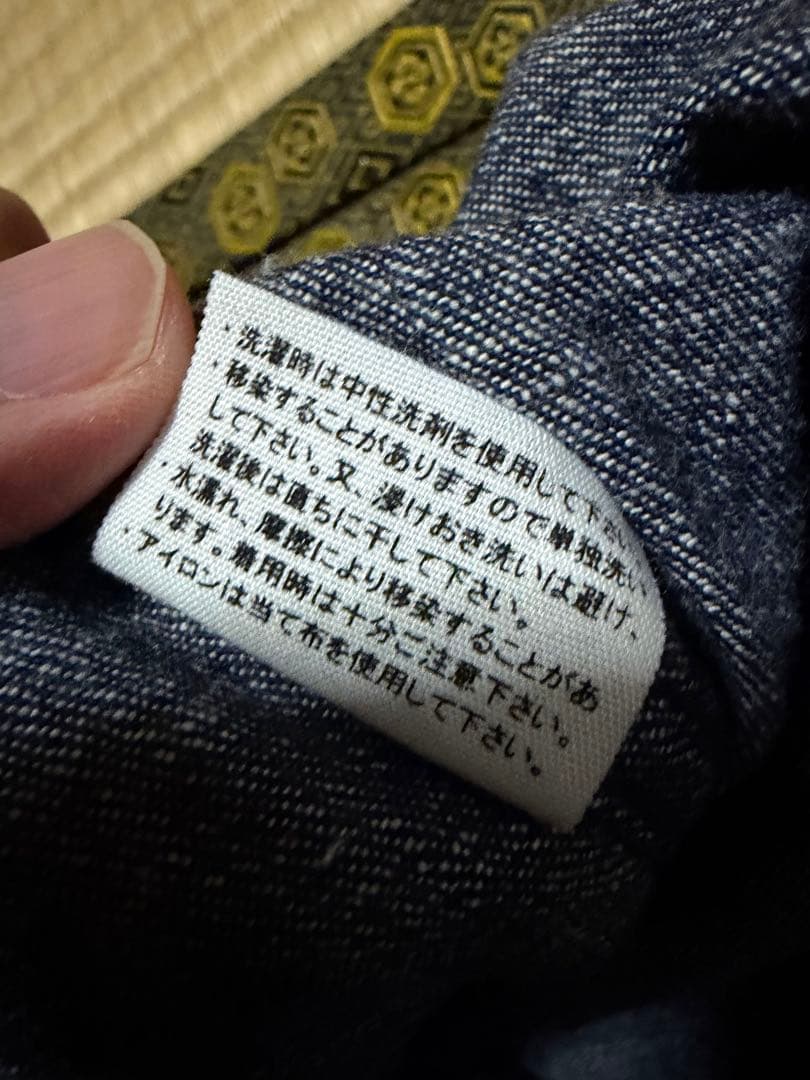 ・洗濯時は中性洗剤を使用して下さい。
・移染することがありますので単独洗い
して下さい。又、浸けおき洗いは避け、
洗濯後は直ちに干して下さい。
・水濡れ、摩擦により移染することがあ
ります。着用時は十分ご注意下さい。
・アイロンは当て布を使用して下さい。